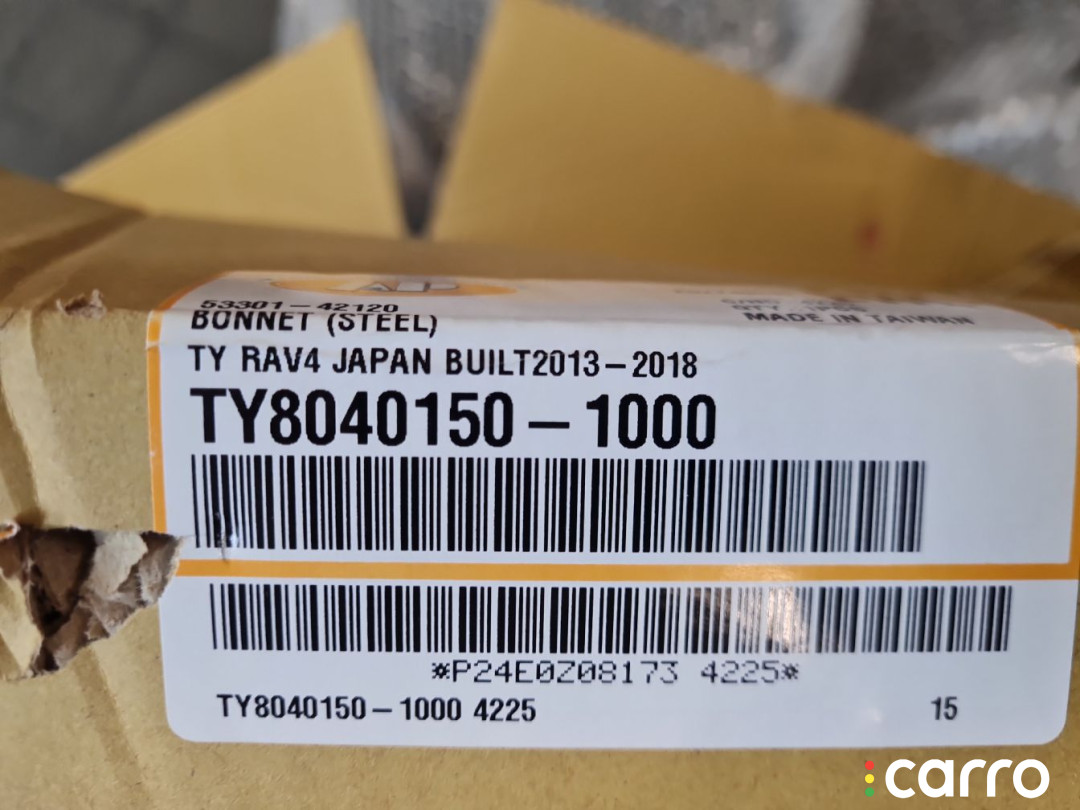 53301-42120
BONNET (STEEL)
MADE IN TAIWAN
TY RAV4 JAPAN BUILT2013-2018
TY8040150-1000
*P24E0Z08173 4225*
TY8040150-1000 4225
15
carro